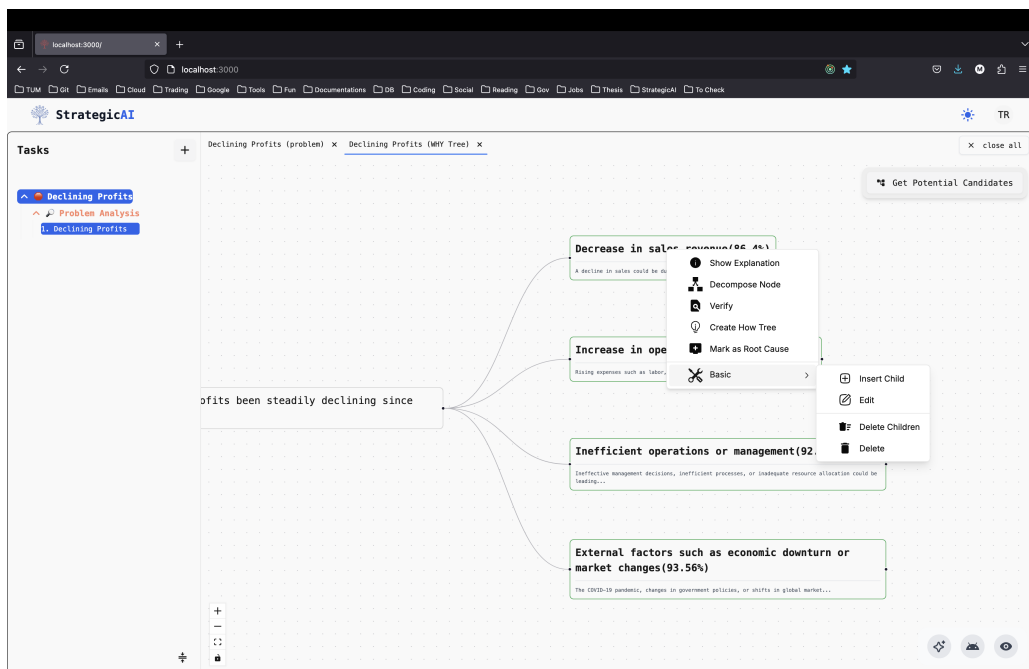 localhost:3000/
localhost:3000
TUM Git Emails Cloud Trading Google Tools Fun Documentations DB Coding Social Reading Gov Jobs Thesis StrategicAI To Check
StrategicAI
TR
Tasks
Declining Profits (problem)
Declining Profits (WHY Tree)
close all
Get Potential Candidates
Declining Profits
Problem Analysis
1. Declining Profits
ofits been steadily declining since
Decrease in sales revenue(86.4%)
A decline in sales could be du
Show Explanation
Decompose Node
Verify
Create How Tree
Mark as Root Cause
Basic
Insert Child
Edit
Delete Children
Delete
Increase in ope
Rising expenses such as labor,
Inefficient operations or management(92.
Ineffective management decisions, inefficient processes, or inadequate resource allocation could be
leading...
External factors such as economic downturn or
market changes(93.56%)
The COVID-19 pandemic, changes in government policies, or shifts in global market...